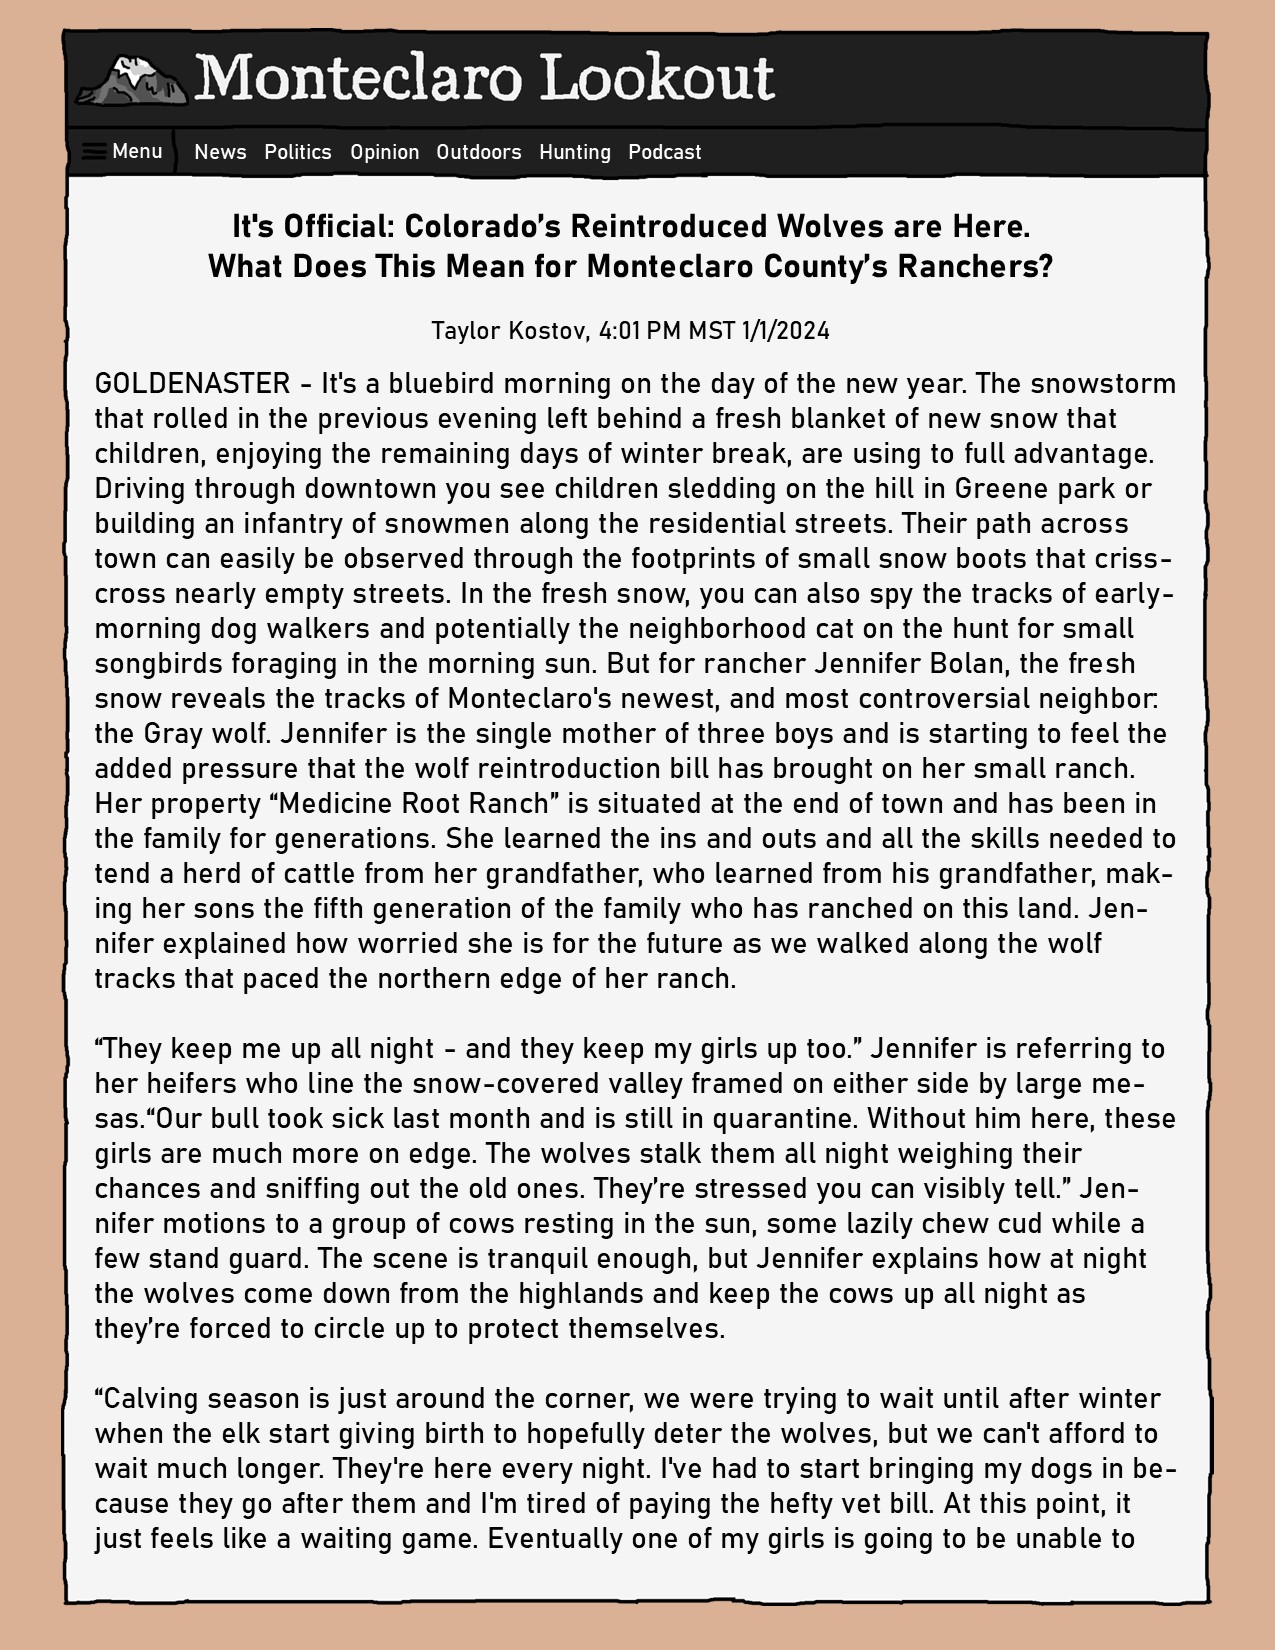 Monteclaro Lookout
Menu News Politics Opinion Outdoors Hunting Podcast
It's Official: Colorado’s Reintroduced Wolves are Here.
What Does This Mean for Monteclaro County’s Ranchers?
Taylor Kostov, 4:01 PM MST 1/1/2024
GOLDENASTER - It's a bluebird morning on the day of the new year. The snowstorm
that rolled in the previous evening left behind a fresh blanket of new snow that
children, enjoying the remaining days of winter break, are using to full advantage.
Driving through downtown you see children sledding on the hill in Greene park or
building an infantry of snowmen along the residential streets. Their path across
town can easily be observed through the footprints of small snow boots that criss-
cross nearly empty streets. In the fresh snow, you can also spy the tracks of early-
morning dog walkers and potentially the neighborhood cat on the hunt for small
songbirds foraging in the morning sun. But for rancher Jennifer Bolan, the fresh
snow reveals the tracks of Monteclaro's newest, and most controversial neighbor:
the Gray wolf. Jennifer is the single mother of three boys and is starting to feel the
added pressure that the wolf reintroduction bill has brought on her small ranch.
Her property “Medicine Root Ranch” is situated at the end of town and has been in
the family for generations. She learned the ins and outs and all the skills needed to
tend a herd of cattle from her grandfather, who learned from his grandfather, mak-
ing her sons the fifth generation of the family who has ranched on this land. Jen-
nifer explained how worried she is for the future as we walked along the wolf
tracks that paced the northern edge of her ranch.
“They keep me up all night - and they keep my girls up too.” Jennifer is referring to
her heifers who line the snow-covered valley framed on either side by large me-
sas.“Our bull took sick last month and is still in quarantine. Without him here, these
girls are much more on edge. The wolves stalk them all night weighing their
chances and sniffing out the old ones. They’re stressed you can visibly tell.” Jen-
nifer motions to a group of cows resting in the sun, some lazily chew cud while a
few stand guard. The scene is tranquil enough, but Jennifer explains how at night
the wolves come down from the highlands and keep the cows up all night as
they’re forced to circle up to protect themselves.
“Calving season is just around the corner, we were trying to wait until after winter
when the elk start giving birth to hopefully deter the wolves, but we can't afford to
wait much longer. They're here every night. I've had to start bringing my dogs in be-
cause they go after them and I'm tired of paying the hefty vet bill. At this point, it
just feels like a waiting game. Eventually one of my girls is going to be unable to